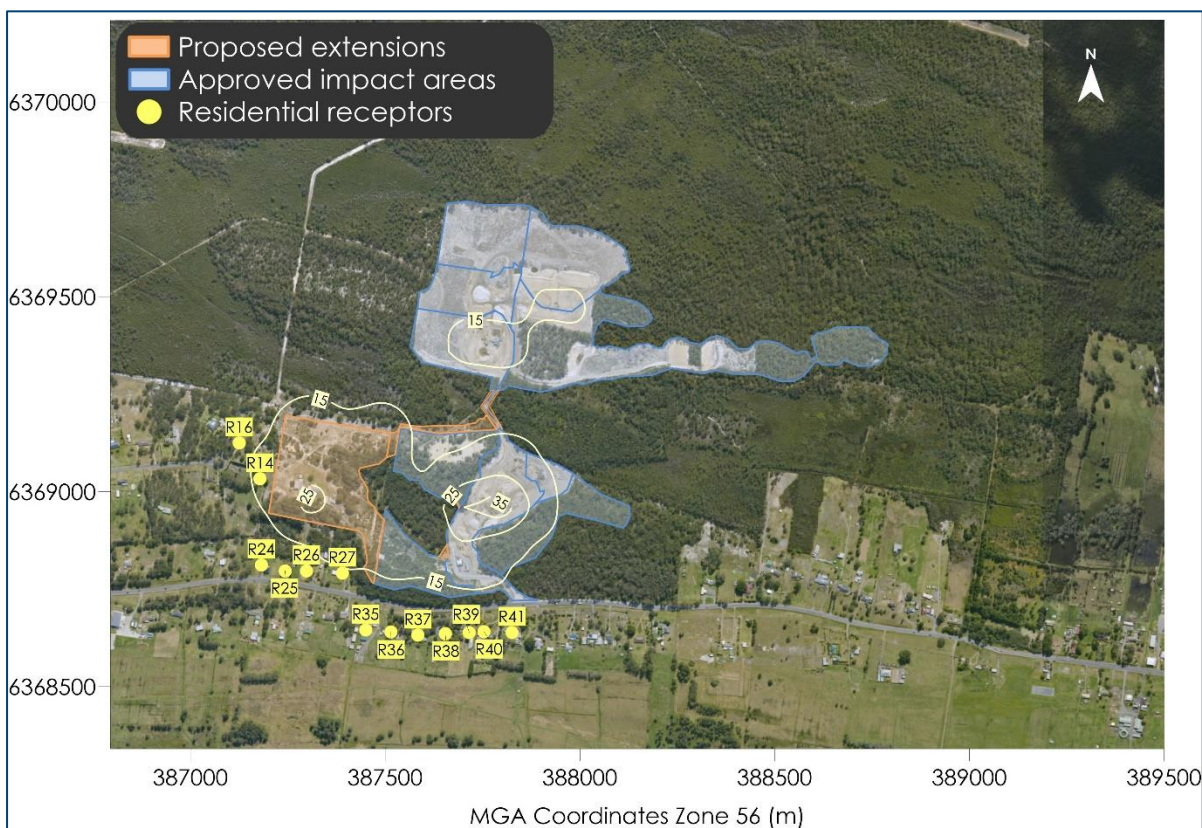 Proposed extensions
Approved impact areas
Residential receptors
N
6370000
6369500
6369000
6368500
15
15
25
25
35
15
R16
R14
R24
R25
R26
R27
R35
R36
R37
R38
R39
R40
R41
387000 387500 388000 388500 389000 389500
MGA Coordinates Zone 56 (m)